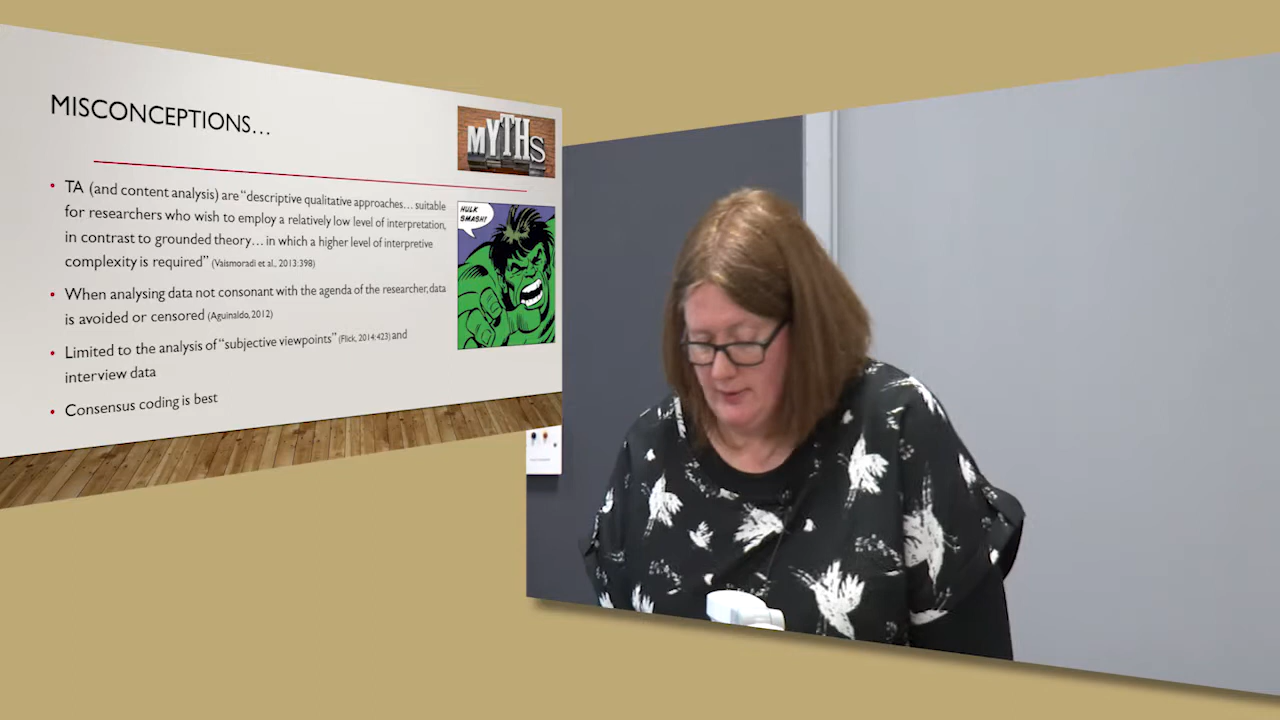 MISCONCEPTIONS...
MYTHS
• TA (and content analysis) are “descriptive qualitative approaches... suitable
for researchers who wish to employ a relatively low level of interpretation,
in contrast to grounded theory... in which a higher level of interpretive
complexity is required” (Vaismoradi et al., 2013:398)
HULK
SMASH!
• When analysing data not consonant with the agenda of the researcher, data
is avoided or censored (Aguinaldo, 2012)
• Limited to the analysis of “subjective viewpoints” (Flick, 2014:423) and
interview data
• Consensus coding is best